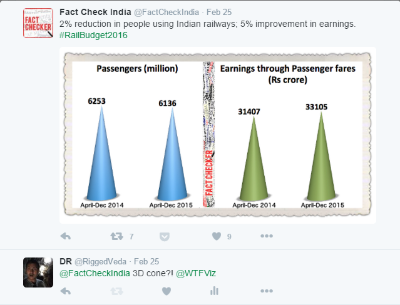 Fact Check India @FactCheckIndia · Feb 25
2% reduction in people using Indian railways; 5% improvement in earnings.
#RailBudget2016
FACT
CHECKER
Passengers (million)
6253
6136
April-Dec 2014
April-Dec 2015
FACT CHECKER
Earnings through Passenger fares
(Rs crore)
31407
33105
April-Dec 2014
April-Dec 2015
7
9
DR @RiggedVeda · Feb 25
@FactCheckIndia 3D cone?! @WTFViz